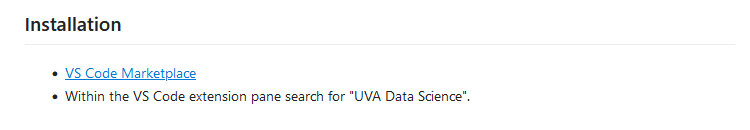 Installation
VS Code Marketplace
Within the VS Code extension pane search for "UVA Data Science".